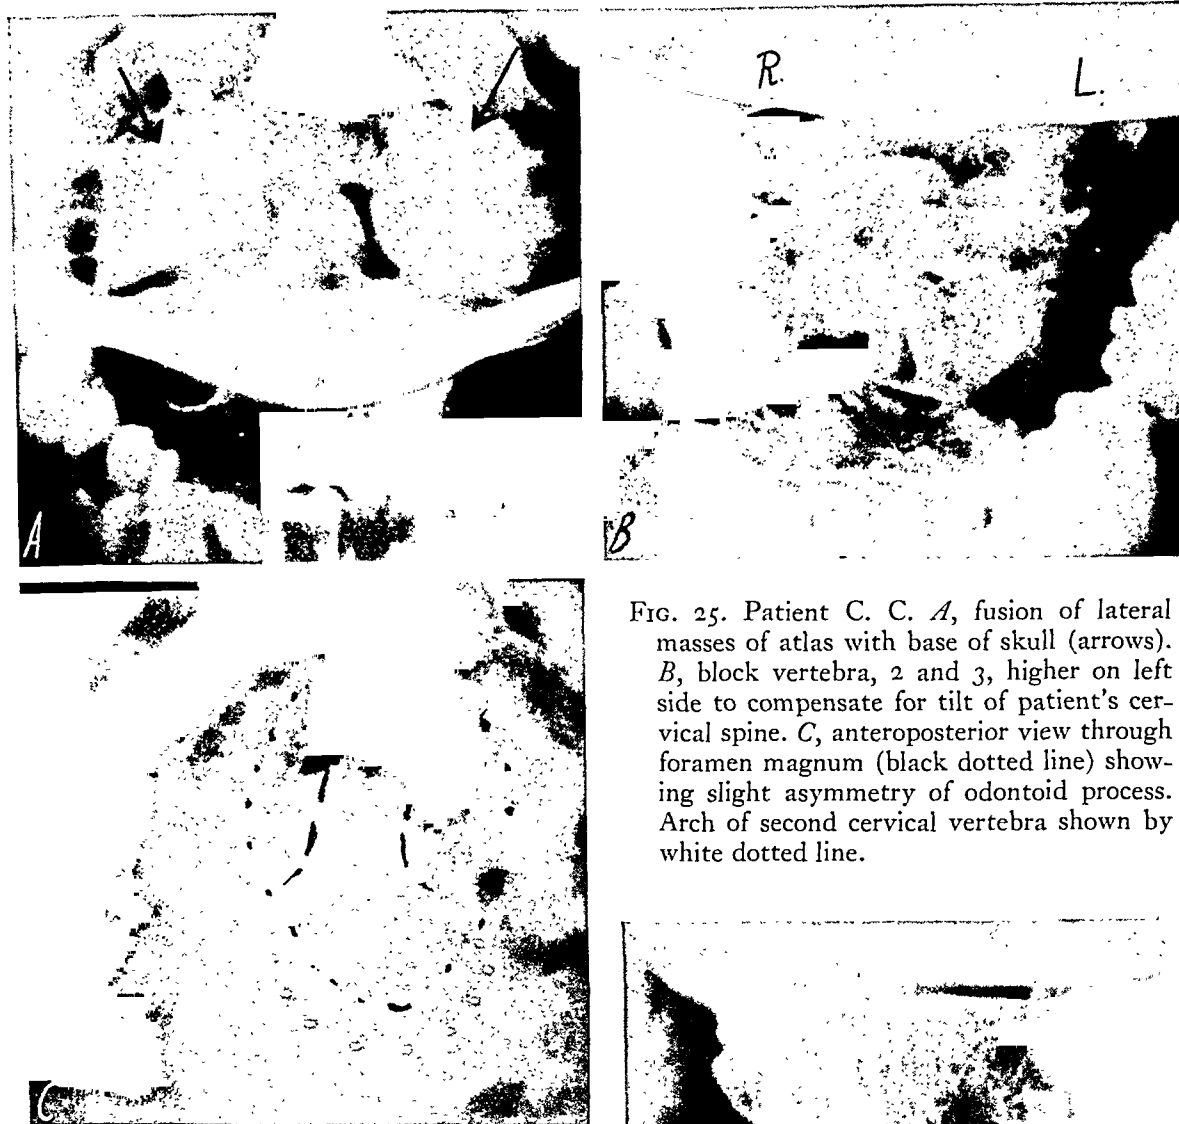 R.
L.
A
B
FIG. 25. Patient C. C. A, fusion of lateral
masses of atlas with base of skull (arrows).
B, block vertebra, 2 and 3, higher on left
side to compensate for tilt of patient's cer-
vical spine. C, anteroposterior view through
foramen magnum (black dotted line) show-
ing slight asymmetry of odontoid process.
Arch of second cervical vertebra shown by
white dotted line.
C